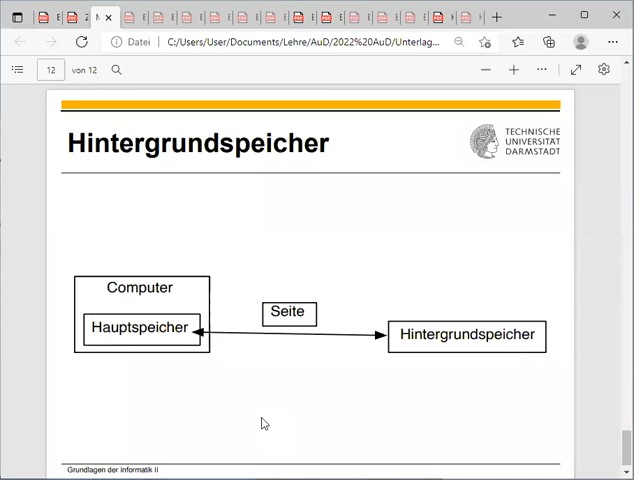 Datei
C:/Users/User/Documents/Lehre/AuD/2022%20AuD/Unterlag...
12 von 12
Hintergrundspeicher
TECHNISCHE
UNIVERSITÄT
DARMSTADT
Computer
Hauptspeicher
Seite
Hintergrundspeicher
Grundlagen der Informatik II